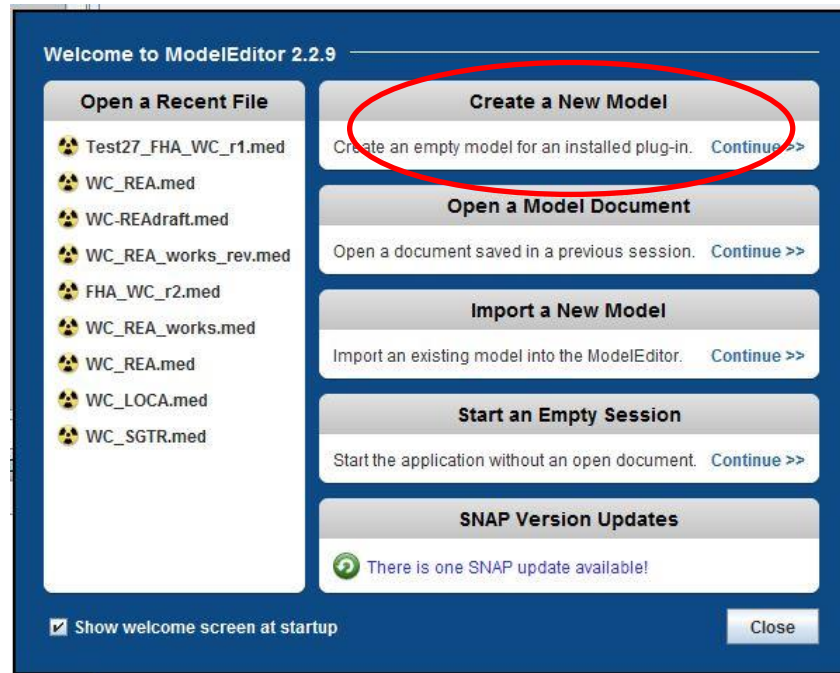 Welcome to ModelEditor 2.2.9
Open a Recent File
Test27_FHA_WC_r1.med
WC_REA.med
WC-REAdraft.med
WC_REA_works_rev.med
FHA_WC_r2.med
WC_REA_works.med
WC_REA.med
WC_LOCA.med
WC_SGTR.med
Create a New Model
Create an empty model for an installed plug-in. Continue >>
Open a Model Document
Open a document saved in a previous session. Continue >>
Import a New Model
Import an existing model into the ModelEditor. Continue >>
Start an Empty Session
Start the application without an open document. Continue >>
SNAP Version Updates
There is one SNAP update available!
Show welcome screen at startup
Close